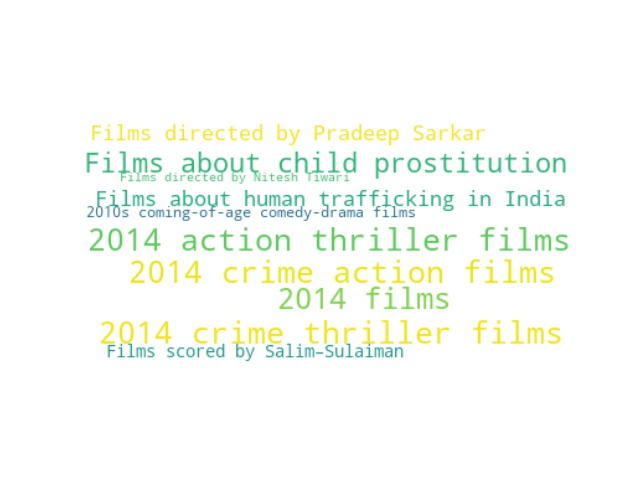 Films directed by Pradeep Sarkar
Films about child prostitution
Films directed by Nitesh Tiwari
Films about human trafficking in India
2010s coming-of-age comedy-drama films
2014 action thriller films
2014 crime action films
2014 films
2014 crime thriller films
Films scored by Salim–Sulaiman